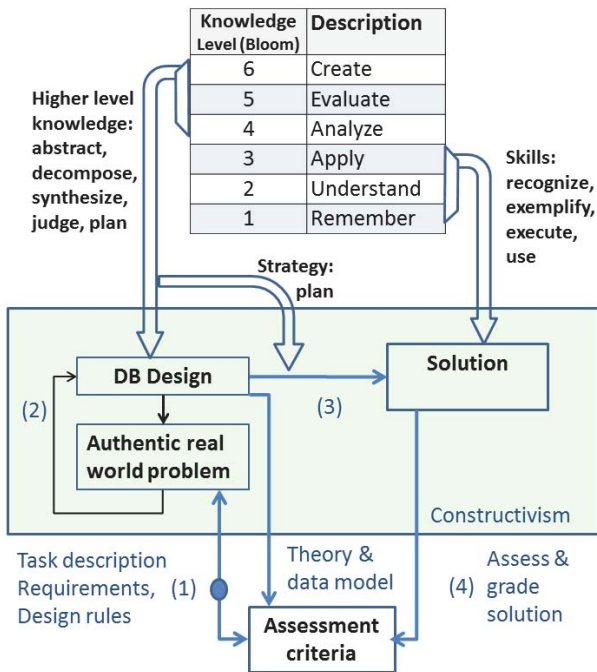 Knowledge Description
Level (Bloom)
6 Create
5 Evaluate
4 Analyze
3 Apply
2 Understand
1 Remember
Higher level
knowledge:
abstract,
decompose,
synthesize,
judge, plan
Skills:
recognize,
exemplify,
execute,
use
Strategy:
plan
DB Design
Solution
(2)
(3)
Authentic real
world problem
Constructivism
Task description
Requirements,
Design rules
(1)
Theory &
data model
(4)
Assess &
grade
solution
Assessment
criteria